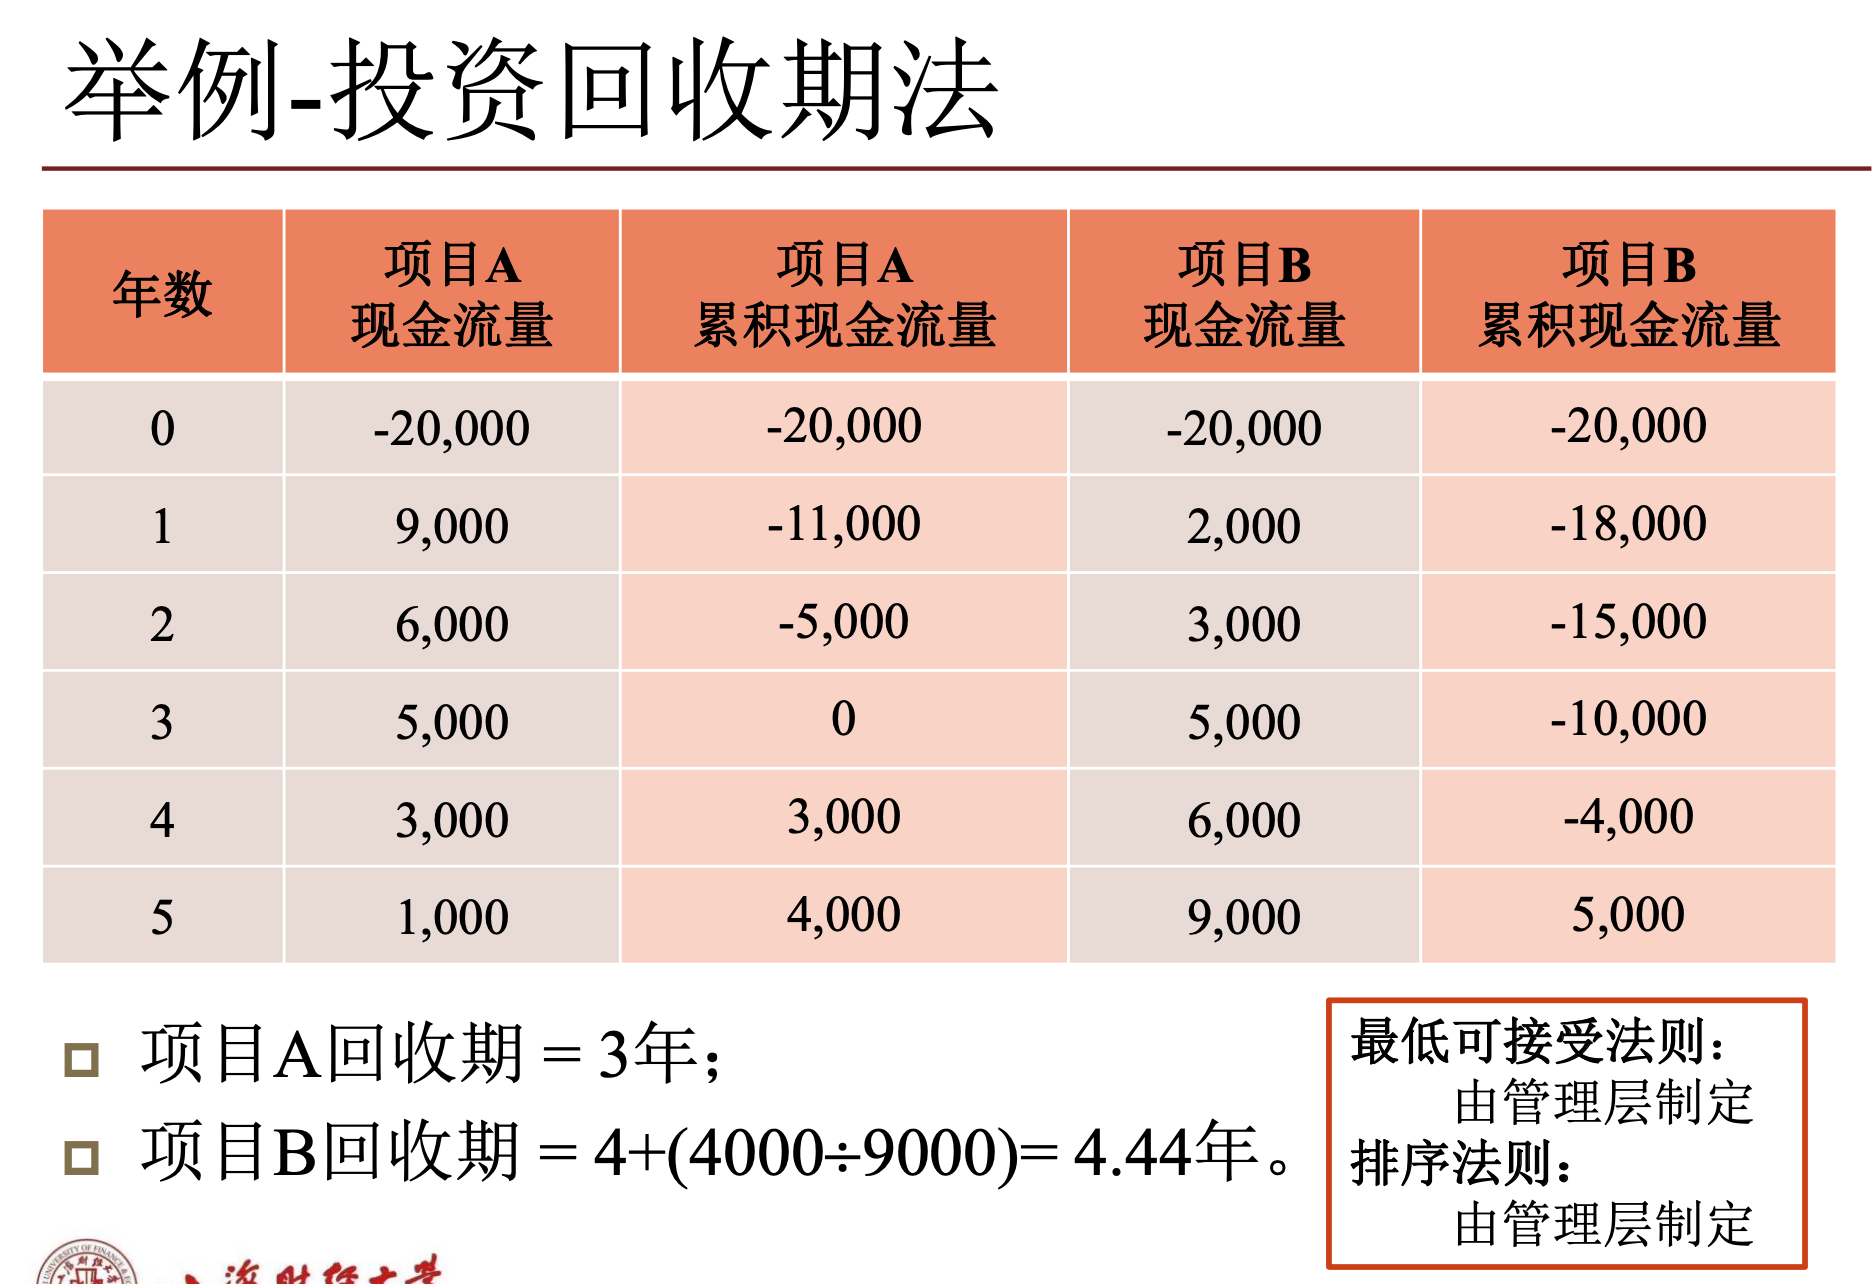 举例-投资回收期法
年数 项目A 现金流量 项目A 累积现金流量 项目B 现金流量 项目B 累积现金流量
0 -20,000 -20,000 -20,000 -20,000
1 9,000 -11,000 2,000 -18,000
2 6,000 -5,000 3,000 -15,000
3 5,000 0 5,000 -10,000
4 3,000 3,000 6,000 -4,000
5 1,000 4,000 9,000 5,000
项目A回收期 = 3年；
项目B回收期 = 4+(4000÷9000)= 4.44年。
最低可接受法则：
由管理层制定
排序法则：
由管理层制定